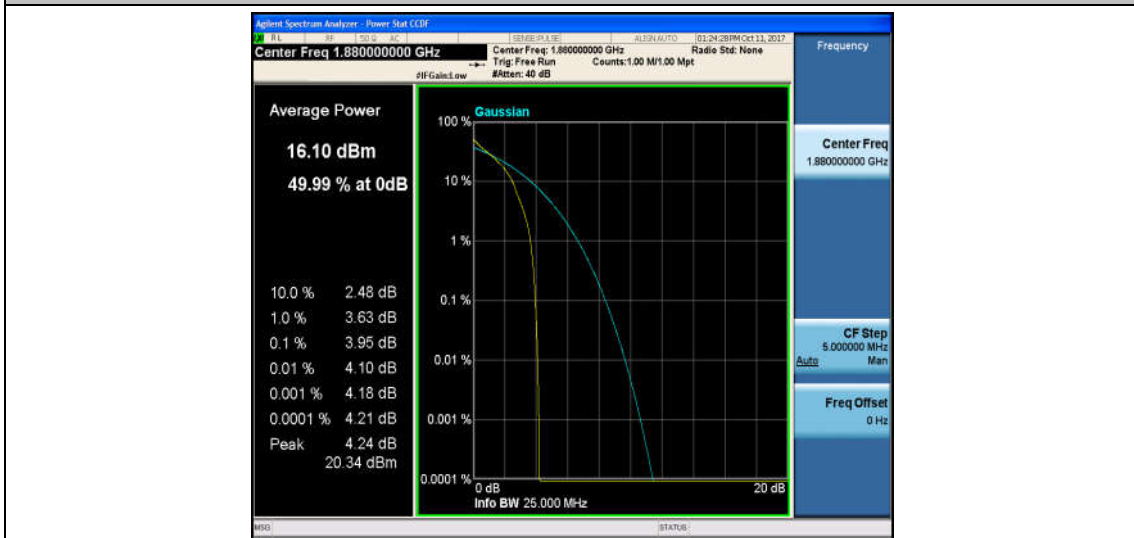 Agilent Spectrum Analyzer - Power Stat CCDF
RL RF 50 Ω AC SENSE:PULSE ALIGN AUTO 01:24:28 PM Oct 11, 2017
Center Freq 1.880000000 GHz
Center Freq: 1.880000000 GHz Radio Std: None
Trig: Free Run Counts:1.00 M/1.00 Mpt
#IFGain:Low #Atten: 40 dB
Frequency
Average Power
16.10 dBm
49.99 % at 0dB
10.0 % 2.48 dB
1.0 % 3.63 dB
0.1 % 3.95 dB
0.01 % 4.10 dB
0.001 % 4.18 dB
0.0001 % 4.21 dB
Peak 4.24 dB
20.34 dBm
Gaussian
100 %
10 %
1 %
0.1 %
0.01 %
0.001 %
0.0001 %
0 dB 20 dB
Info BW 25.000 MHz
Center Freq
1.880000000 GHz
CF Step
5.000000 MHz
Auto Man
Freq Offset
0 Hz
MSG STATUS